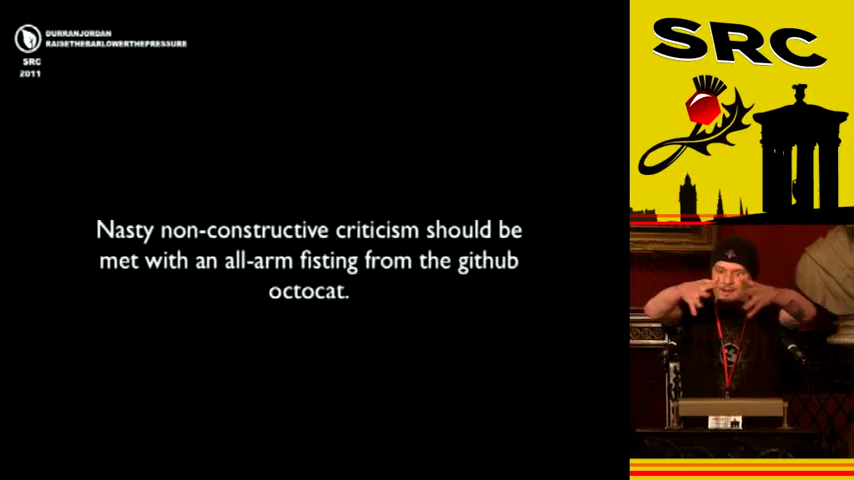 DURRANJORDAN
RAISETHEBARLOWERTHEPRESSURE
SRC
2011
Nasty non-constructive criticism should be
met with an all-arm fisting from the github
octocat.
SRC